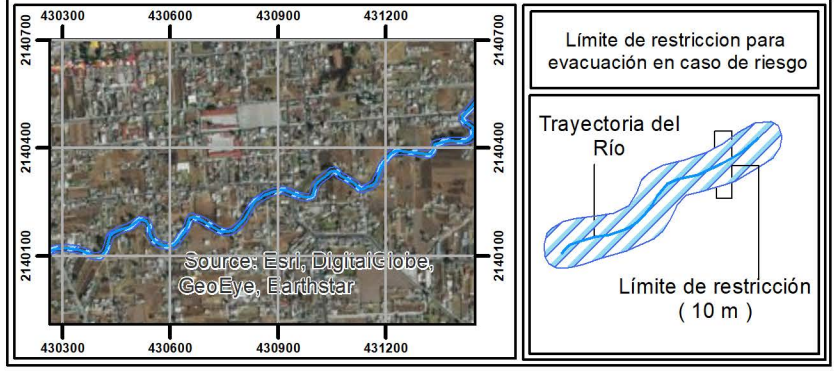 430300 430600 430900 431200
2140700 2140700
2140400 2140400
2140100 2140100
Source: Esri, DigitalGlobe,
GeoEye, Earthstar
430300 430600 430900 431200
Límite de restriccion para
evacuación en caso de riesgo
Trayectoria del
Río
Límite de restricción
( 10 m )